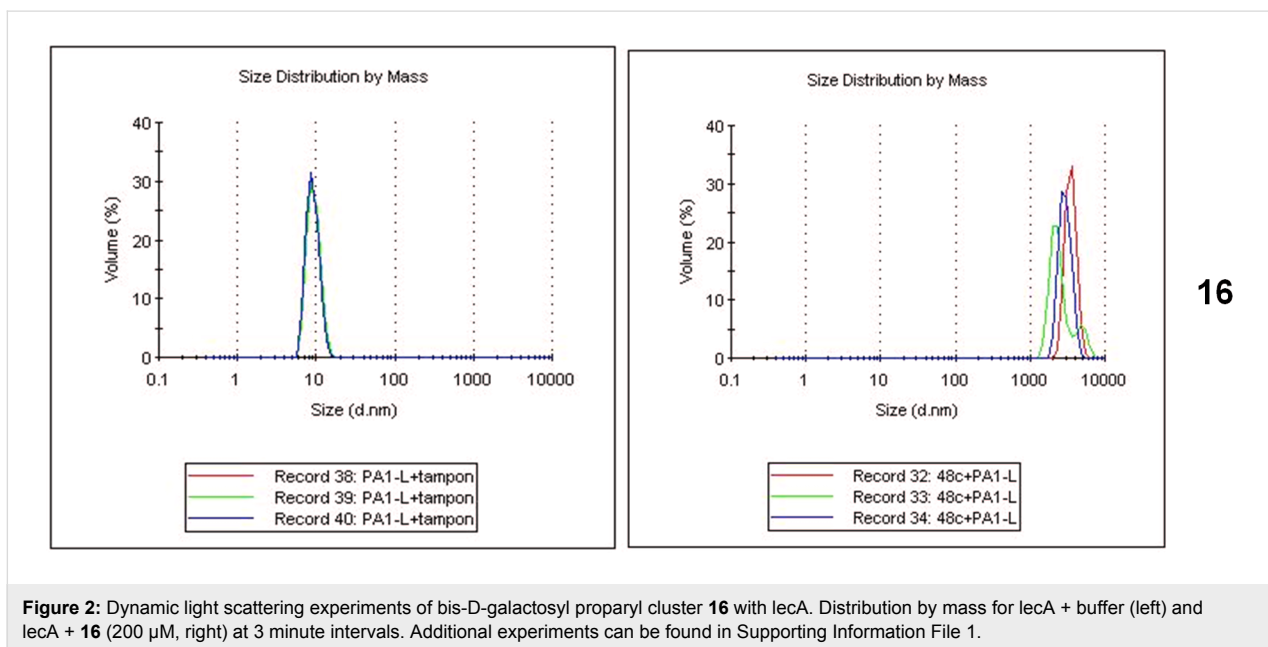 Size Distribution by Mass
Volume (%)
40
30
20
10
0
0.1 1 10 100 1000 10000
Size (d.nm)
Record 38: PA1-L+tampon
Record 39: PA1-L+tampon
Record 40: PA1-L+tampon
Size Distribution by Mass
Volume (%)
40
30
20
10
0
0.1 1 10 100 1000 10000
Size (d.nm)
Record 32: 48c+PA1-L
Record 33: 48c+PA1-L
Record 34: 48c+PA1-L
16
Figure 2: Dynamic light scattering experiments of bis-D-galactosyl proparyl cluster 16 with lecA. Distribution by mass for lecA + buffer (left) and
lecA + 16 (200 µM, right) at 3 minute intervals. Additional experiments can be found in Supporting Information File 1.